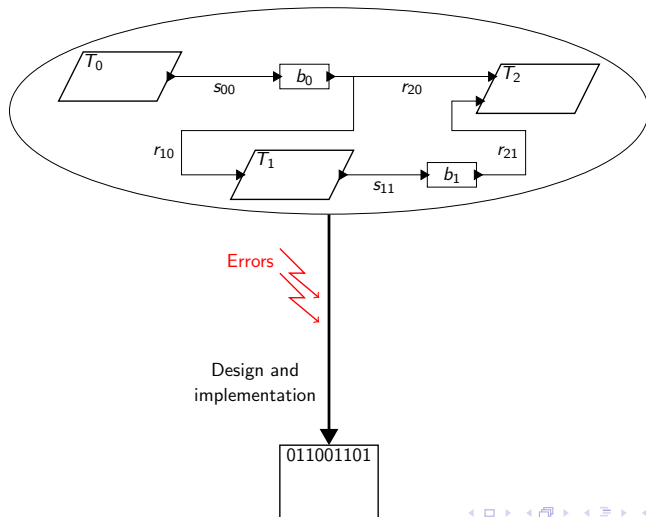 T0
b0
T2
s00
r20
r10
T1
r21
b1
s11
Errors
Design and
implementation
011001101